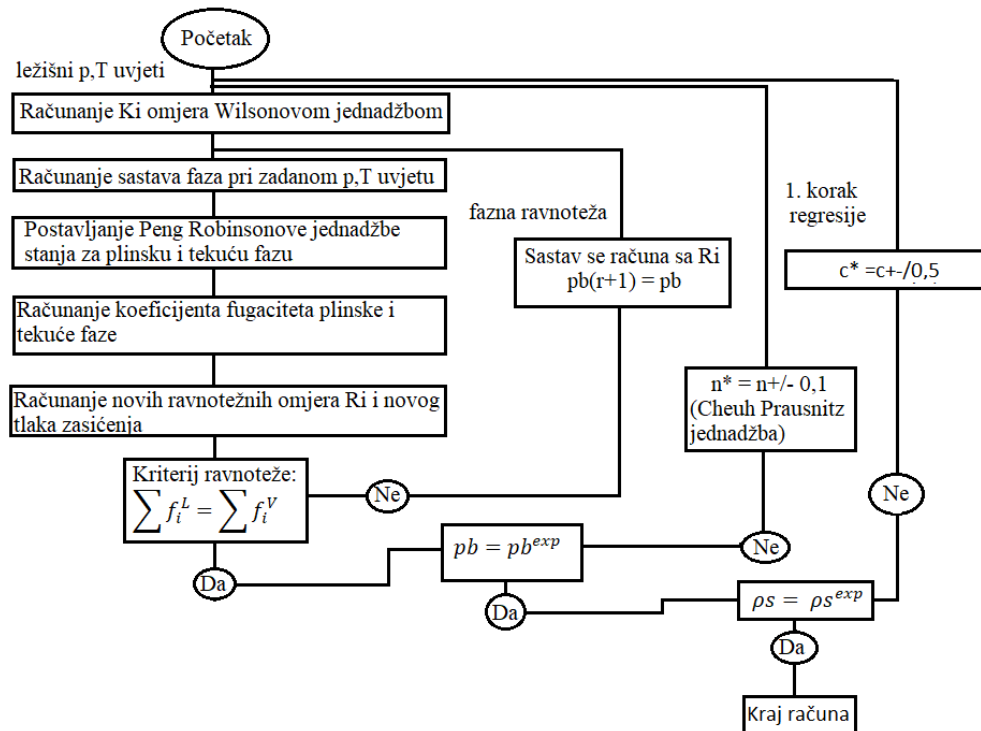 Početak
ležišni p,T uvjeti
Računanje Ki omjera Wilsonovom jednadžbom
Računanje sastava faza pri zadanom p,T uvjetu
Postavljanje Peng Robinsonove jednadžbe
stanja za plinsku i tekuću fazu
Računanje koeficijenta fugaciteta plinske i
tekuće faze
Računanje novih ravnotežnih omjera Ri i novog
tlaka zasićenja
Kriterij ravnoteže:
∑ f_i^L = ∑ f_i^V
Ne
Da
fazna ravnoteža
Sastav se računa sa Ri
pb(r+1) = pb
pb = pb^exp
Da
Ne
n* = n+/- 0,1
(Cheuh Prausnitz
jednadžba)
1. korak
regresije
c* =c+-/0,5
Ne
ρs = ρs^exp
Da
Kraj računa